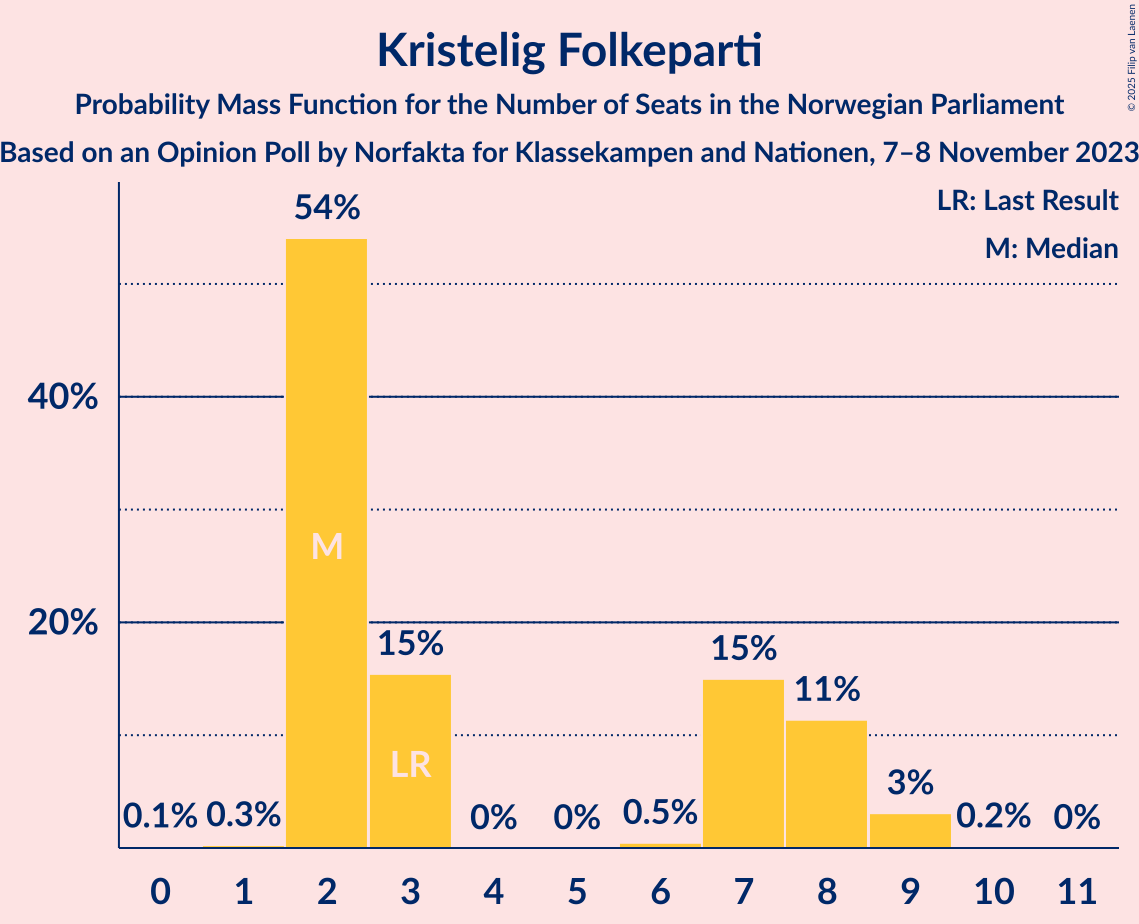 Kristelig Folkeparti
Probability Mass Function for the Number of Seats in the Norwegian Parliament
Based on an Opinion Poll by Norfakta for Klassekampen and Nationen, 7–8 November 2023
© 2025 Filip van Laenen
LR: Last Result
M: Median
54%
40%
M
20%
15%
15%
11%
LR
3%
0.1% 0.3% 0% 0% 0.5% 0.2% 0%
0 1 2 3 4 5 6 7 8 9 10 11